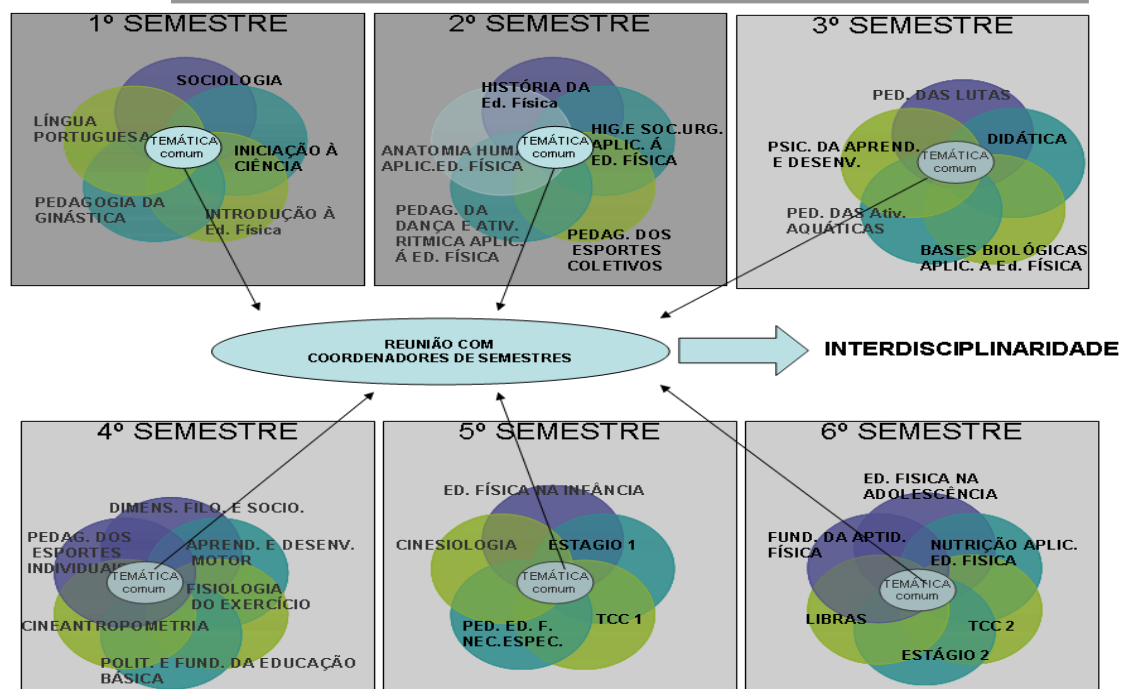 1º SEMESTRE
SOCIOLOGIA
LÍNGUA
PORTUGUESA
TEMÁTICA
comum
INICIAÇÃO À
CIÊNCIA
PEDAGOGIA DA
GINÁSTICA
INTRODUÇÃO À
Ed. Física
2º SEMESTRE
HISTÓRIA DA
Ed. Física
HIG.E SOC.URG.
APLIC. Á
ED. FÍSICA
ANATOMIA HUM.
APLIC.ED. FÍSICA
TEMÁTICA
comum
PEDAG. DA
DANÇA E ATIV.
RITMICA APLIC.
Á ED. FÍSICA
PEDAG. DOS
ESPORTES
COLETIVOS
3º SEMESTRE
PED. DAS LUTAS
DIDÁTICA
PSIC. DA APREND.
E DESENV.
TEMÁTICA
comum
PED. DAS Ativ.
AQUÁTICAS
BASES BIOLÓGICAS
APLIC. A Ed. FÍSICA
REUNIÃO COM
COORDENADORES DE SEMESTRES
INTERDISCIPLINARIDADE
4º SEMESTRE
DIMENS. FILO. E SOCIO.
PEDAG. DOS
ESPORTES
INDIVIDUAIS
APREND. E DESENV.
MOTOR
TEMÁTICA
comum
FISIOLOGIA
DO EXERCÍCIO
CINEANTROPOMETRIA
POLIT. E FUND. DA EDUCAÇÃO
BÁSICA
5º SEMESTRE
ED. FÍSICA NA INFÂNCIA
CINESIOLOGIA
ESTAGIO 1
TEMÁTICA
comum
PED. ED. F.
NEC.ESPEC.
TCC 1
6º SEMESTRE
ED. FISICA NA
ADOLESCÊNCIA
FUND. DA APTID.
FÍSICA
NUTRIÇÃO APLIC.
ED. FISICA
TEMÁTICA
comum
LIBRAS
TCC 2
ESTÁGIO 2